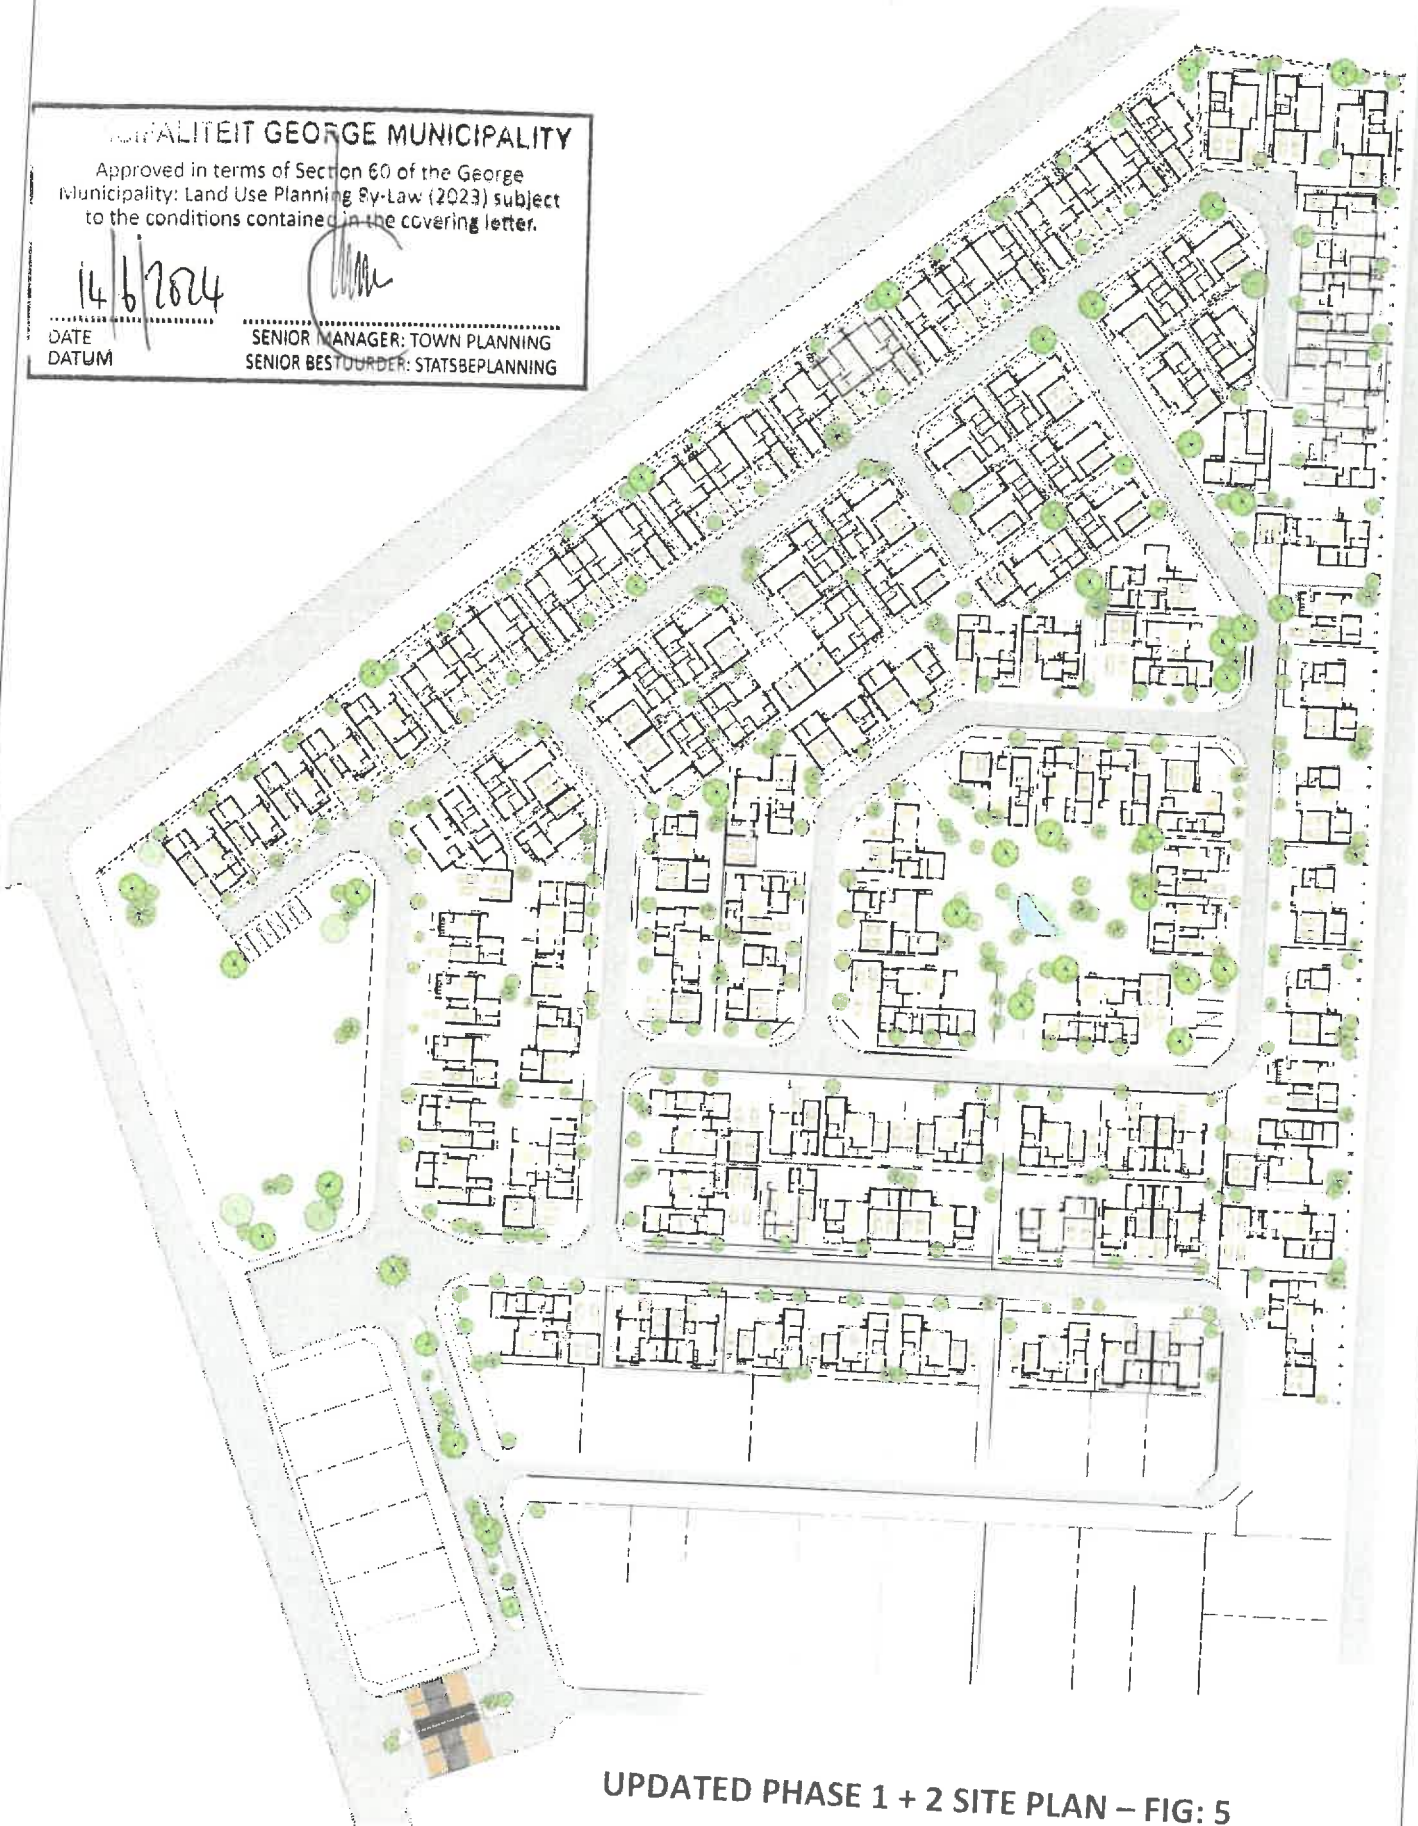 GEORGE MUNICIPALITY
Approved in terms of Section 60 of the George
Municipality: Land Use Planning By-Law (2023) subject
to the conditions contained in the covering letter.
14/6/2024
DATE
DATUM
SENIOR MANAGER: TOWN PLANNING
SENIOR BESTUURDER: STATSBEPLANNING
UPDATED PHASE 1 + 2 SITE PLAN – FIG: 5